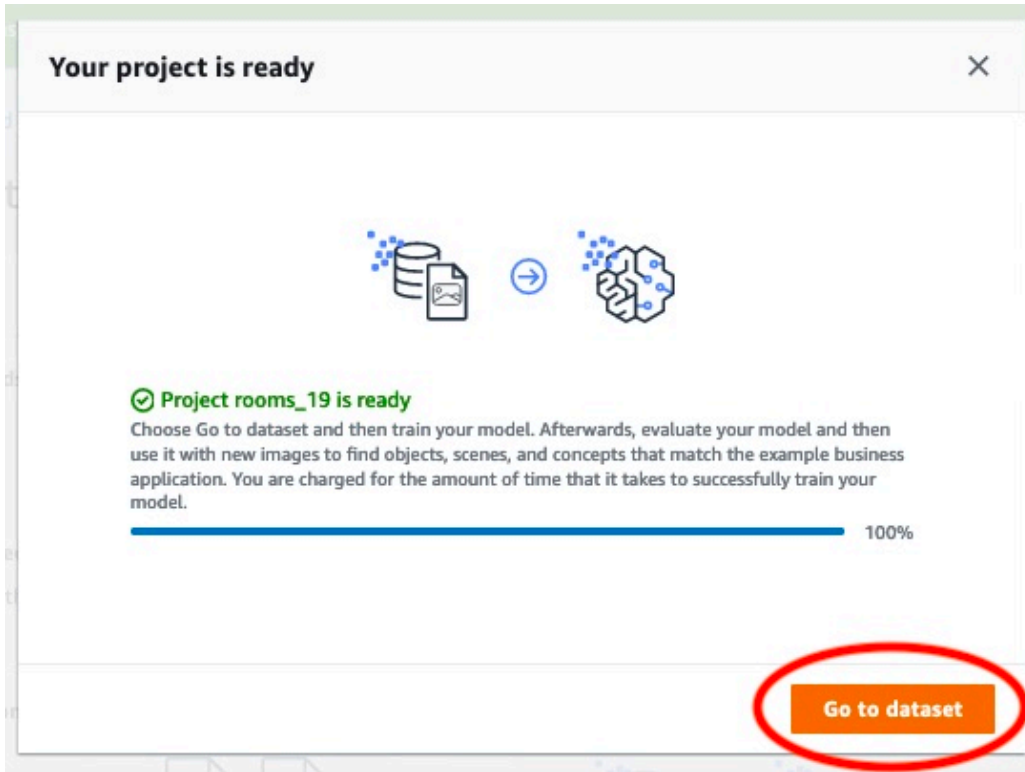 Your project is ready
Project rooms_19 is ready
Choose Go to dataset and then train your model. Afterwards, evaluate your model and then
use it with new images to find objects, scenes, and concepts that match the example business
application. You are charged for the amount of time that it takes to successfully train your
model.
100%
Go to dataset